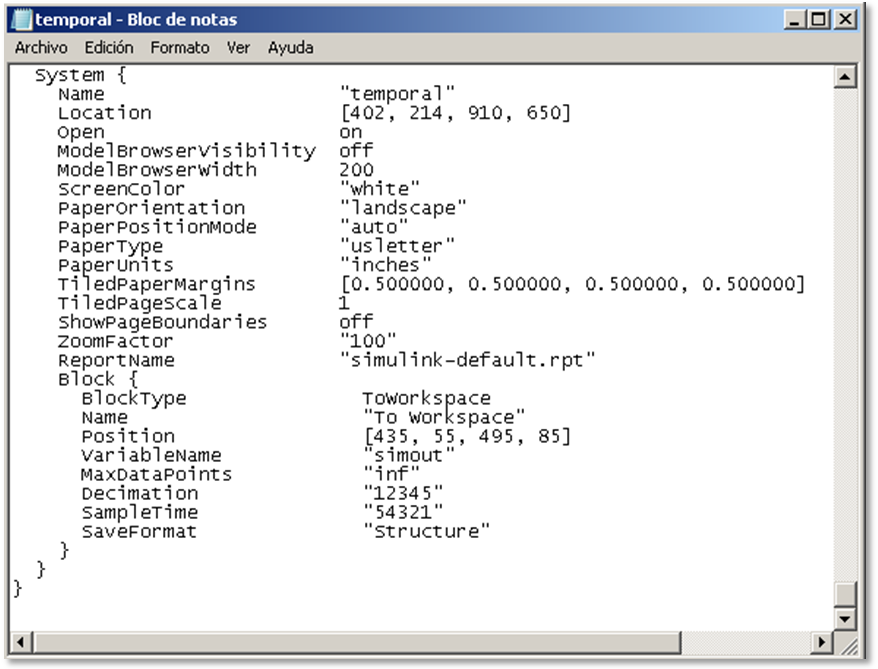 temporal - Bloc de notas
Archivo Edición Formato Ver Ayuda
System {
Name "temporal"
Location [402, 214, 910, 650]
Open on
ModelBrowserVisibility off
ModelBrowserWidth 200
ScreenColor "white"
PaperOrientation "landscape"
PaperPositionMode "auto"
PaperType "usletter"
PaperUnits "inches"
TiledPaperMargins [0.500000, 0.500000, 0.500000, 0.500000]
TiledPageScale 1
ShowPageBoundaries off
ZoomFactor "100"
ReportName "simulink-default.rpt"
Block {
BlockType ToWorkspace
Name "To Workspace"
Position [435, 55, 495, 85]
VariableName "simout"
MaxDataPoints "inf"
Decimation "12345"
SampleTime "54321"
SaveFormat "Structure"
}
}
}